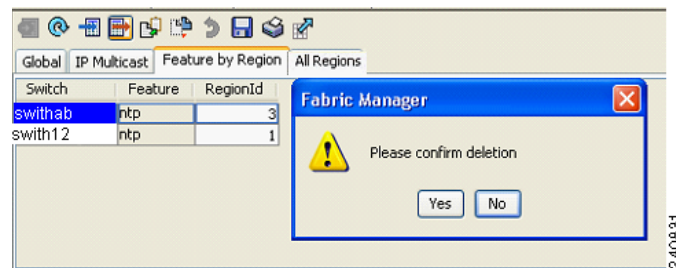 Global IP Multicast Feature by Region All Regions
Switch Feature RegionId
swithab ntp 3
swith12 ntp 1
Fabric Manager
Please confirm deletion
Yes No